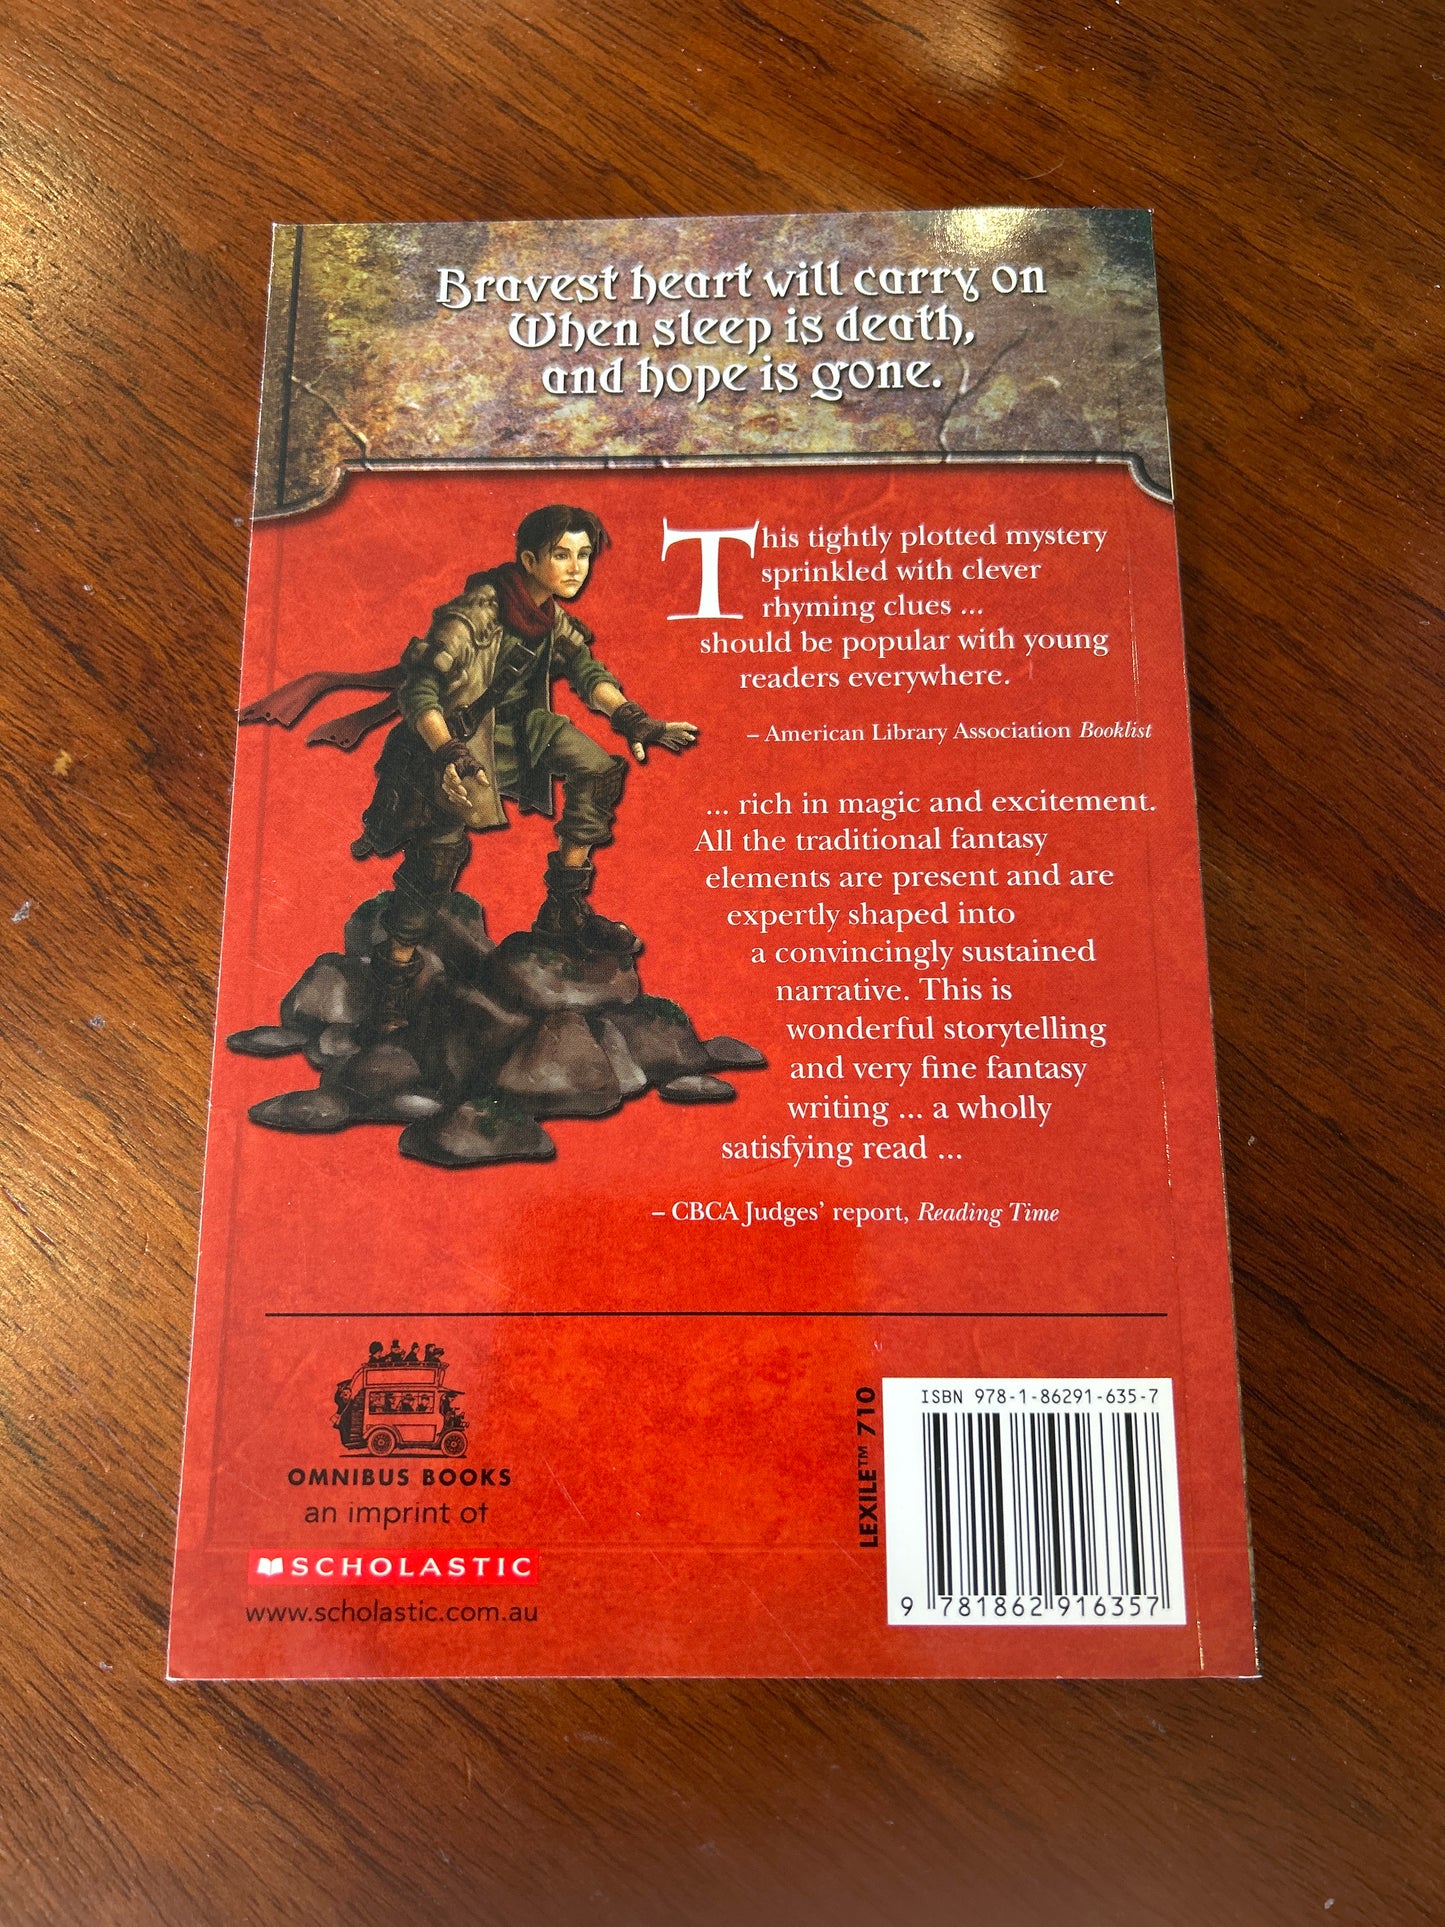 Bravest heart will carry on
When sleep is death,
and hope is gone.
This tightly plotted mystery
sprinkled with clever
rhyming clues ...
should be popular with young
readers everywhere.
– American Library Association Booklist
... rich in magic and excitement.
All the traditional fantasy
elements are present and are
expertly shaped into
a convincingly sustained
narrative. This is
wonderful storytelling
and very fine fantasy
writing ... a wholly
satisfying read ...
– CBCA Judges’ report, Reading Time
OMNIBUS BOOKS
an imprint of
SCHOLASTIC
www.scholastic.com.au
LEXILE™ 710
ISBN 978-1-86291-635-7
9 781862 916357